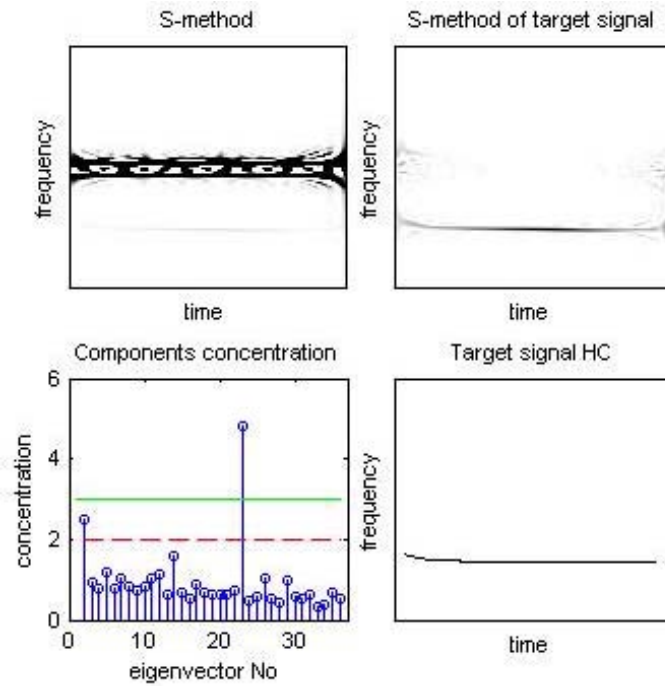 S-method
frequency
time
S-method of target signal
frequency
time
Components concentration
concentration
6
4
2
0
0
10
20
30
eigenvector No
Target signal HC
frequency
time